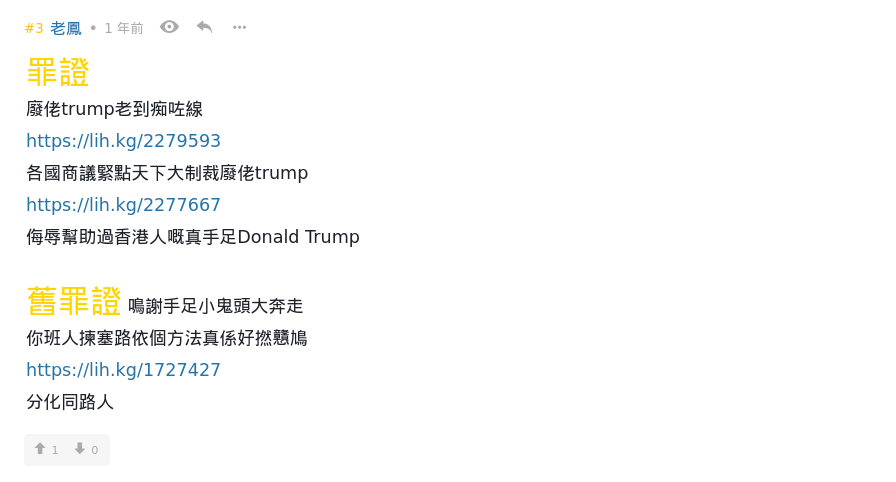 #3 老鳳 • 1 年前
罪證
廢佬trump老到痴咗線
https://lih.kg/2279593
各國商議緊點天下大制裁廢佬trump
https://lih.kg/2277667
侮辱幫助過香港人嘅真手足Donald Trump
舊罪證 鳴謝手足小鬼頭大奔走
你班人揀塞路依個方法真係好撚戇鳩
https://lih.kg/1727427
分化同路人
1 0